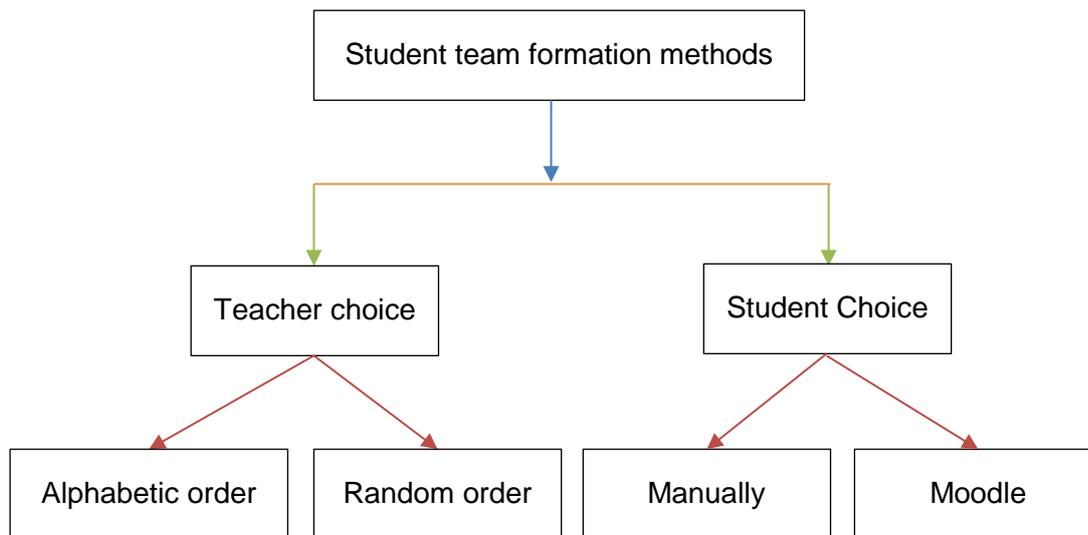 Student team formation methods
Teacher choice
Student Choice
Alphabetic order
Random order
Manually
Moodle